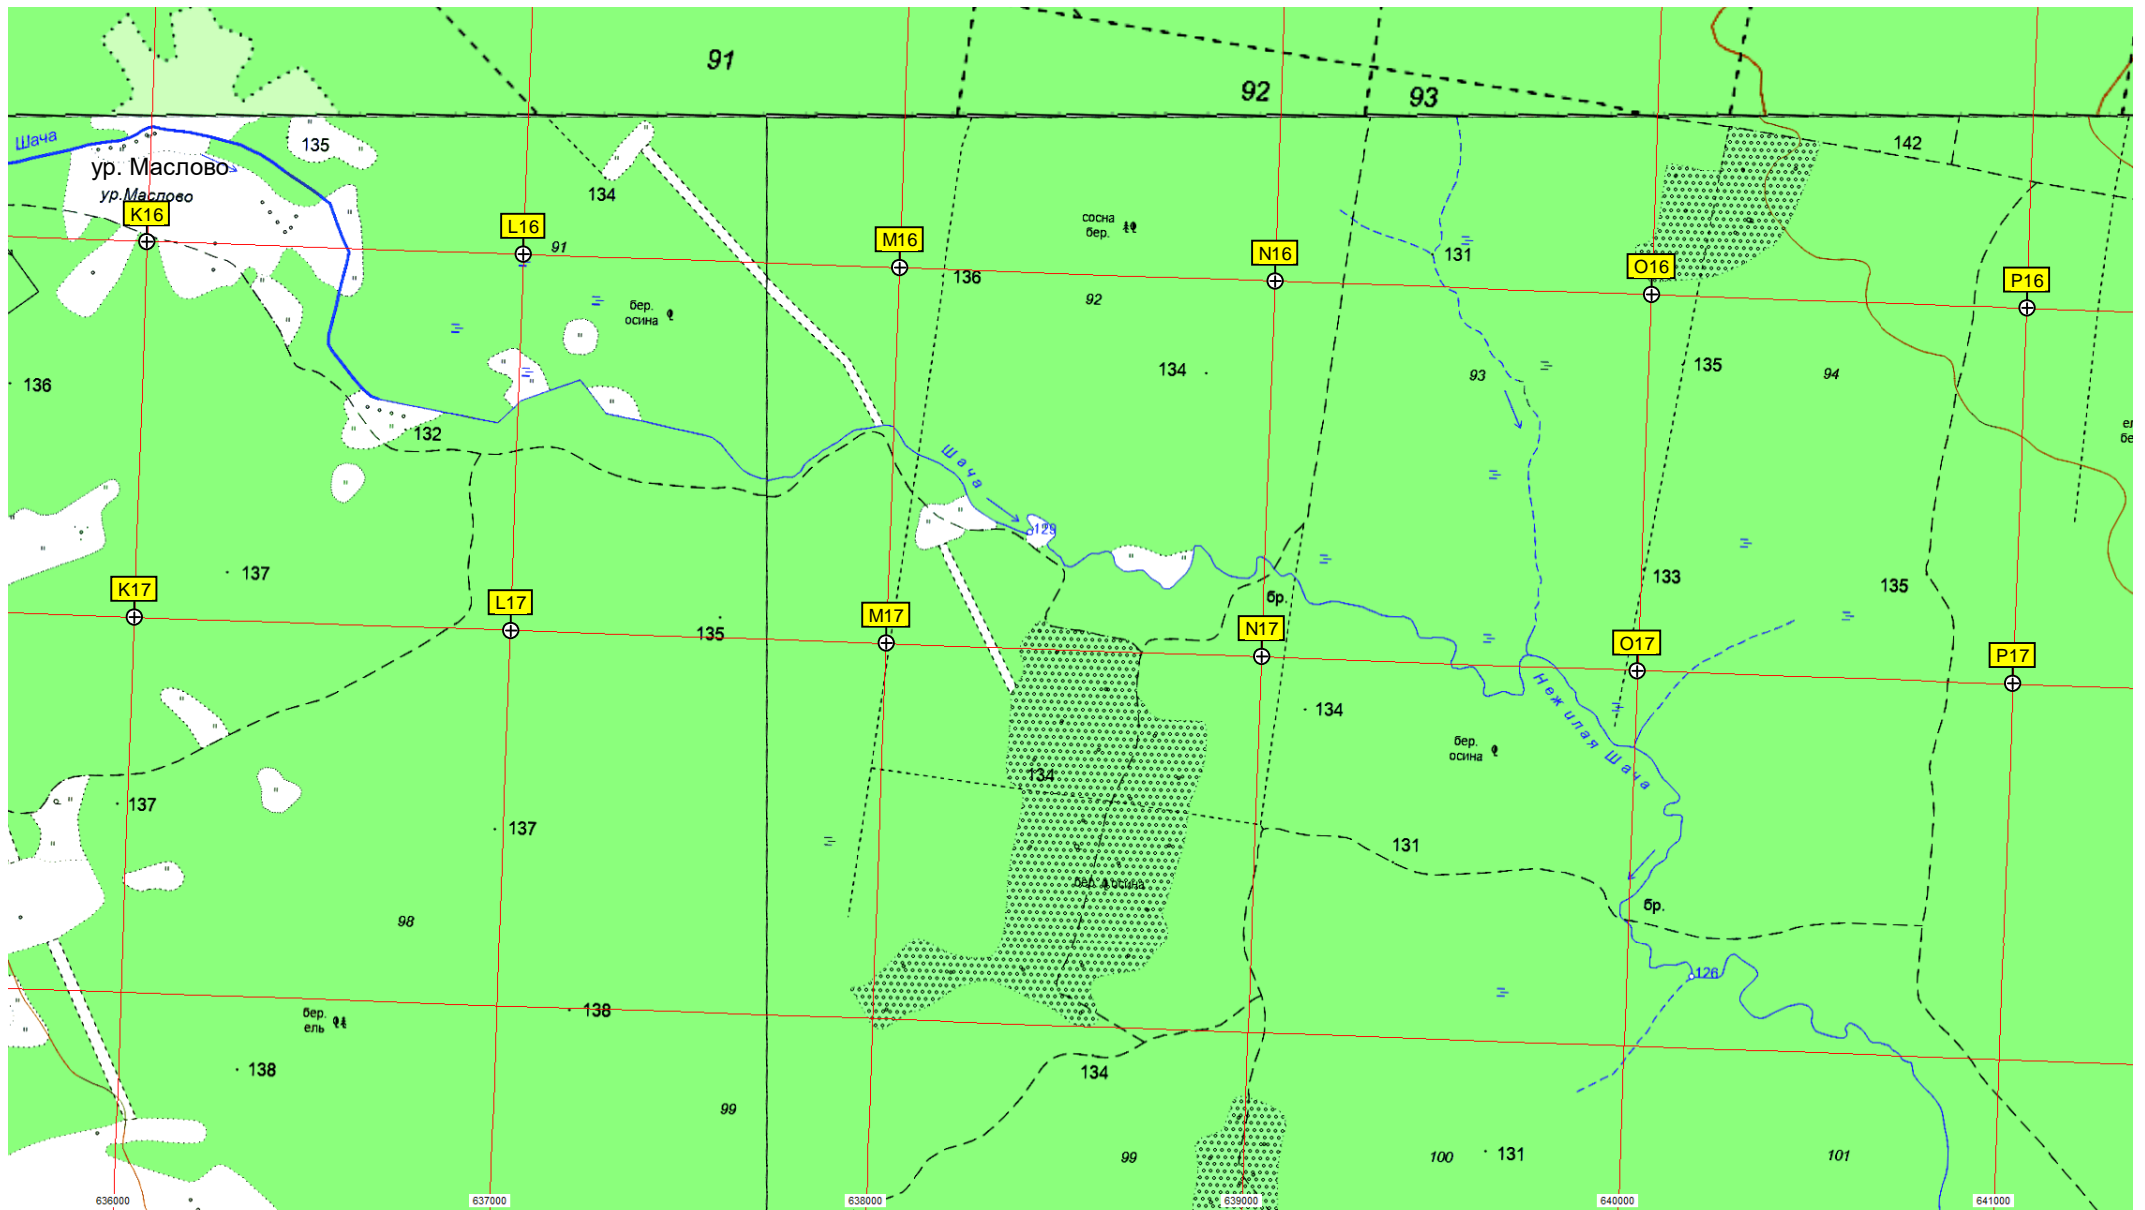 91
92
93
Шача
135
142
ур. Маслово
134
ур.Маслово
K16
L16
M16
N16
O16
P16
сосна
бер.
91
131
136
92
бер.
осина
134
135
93
94
136
132
Шача
129
137
133
135
K17
L17
M17
N17
O17
P17
бр.
135
134
Нежилая Шача
бер.
осина
134
137
137
131
бер. осина
98
бр.
126
бер.
ель
138
138
134
99
99
100
131
101
636000
637000
638000
639000
640000
641000